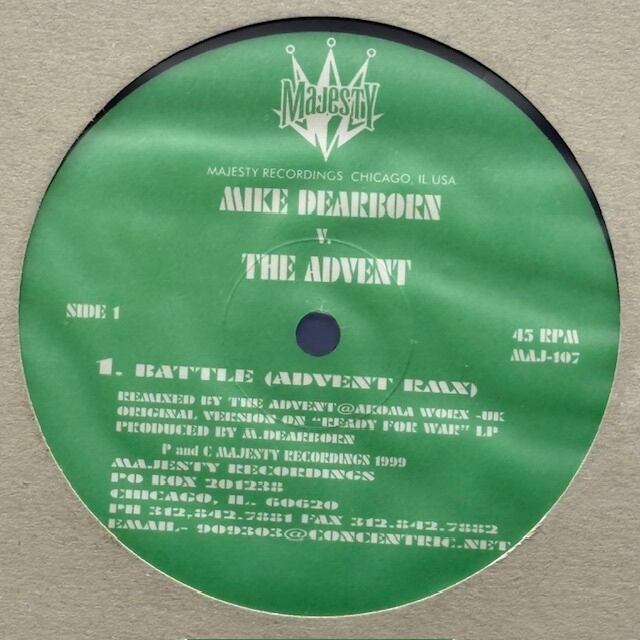 MAJESTY
MAJESTY RECORDINGS CHICAGO, IL USA
MIKE DEARBORN
V.
THE ADVENT
SIDE 1
45 RPM
MAJ-107
1. BATTLE (ADVENT RMX)
REMIXED BY THE ADVENT@AKOMA WORX -UK
ORIGINAL VERSION ON "READY FOR WAR" LP
PRODUCED BY M.DEARBORN
P and C MAJESTY RECORDINGS 1999
MAJESTY RECORDINGS
PO BOX 201238
CHICAGO, IL. 60620
PH 312.842.7881 FAX 312.842.7882
EMAIL- 909303@CONCENTRIC.NET